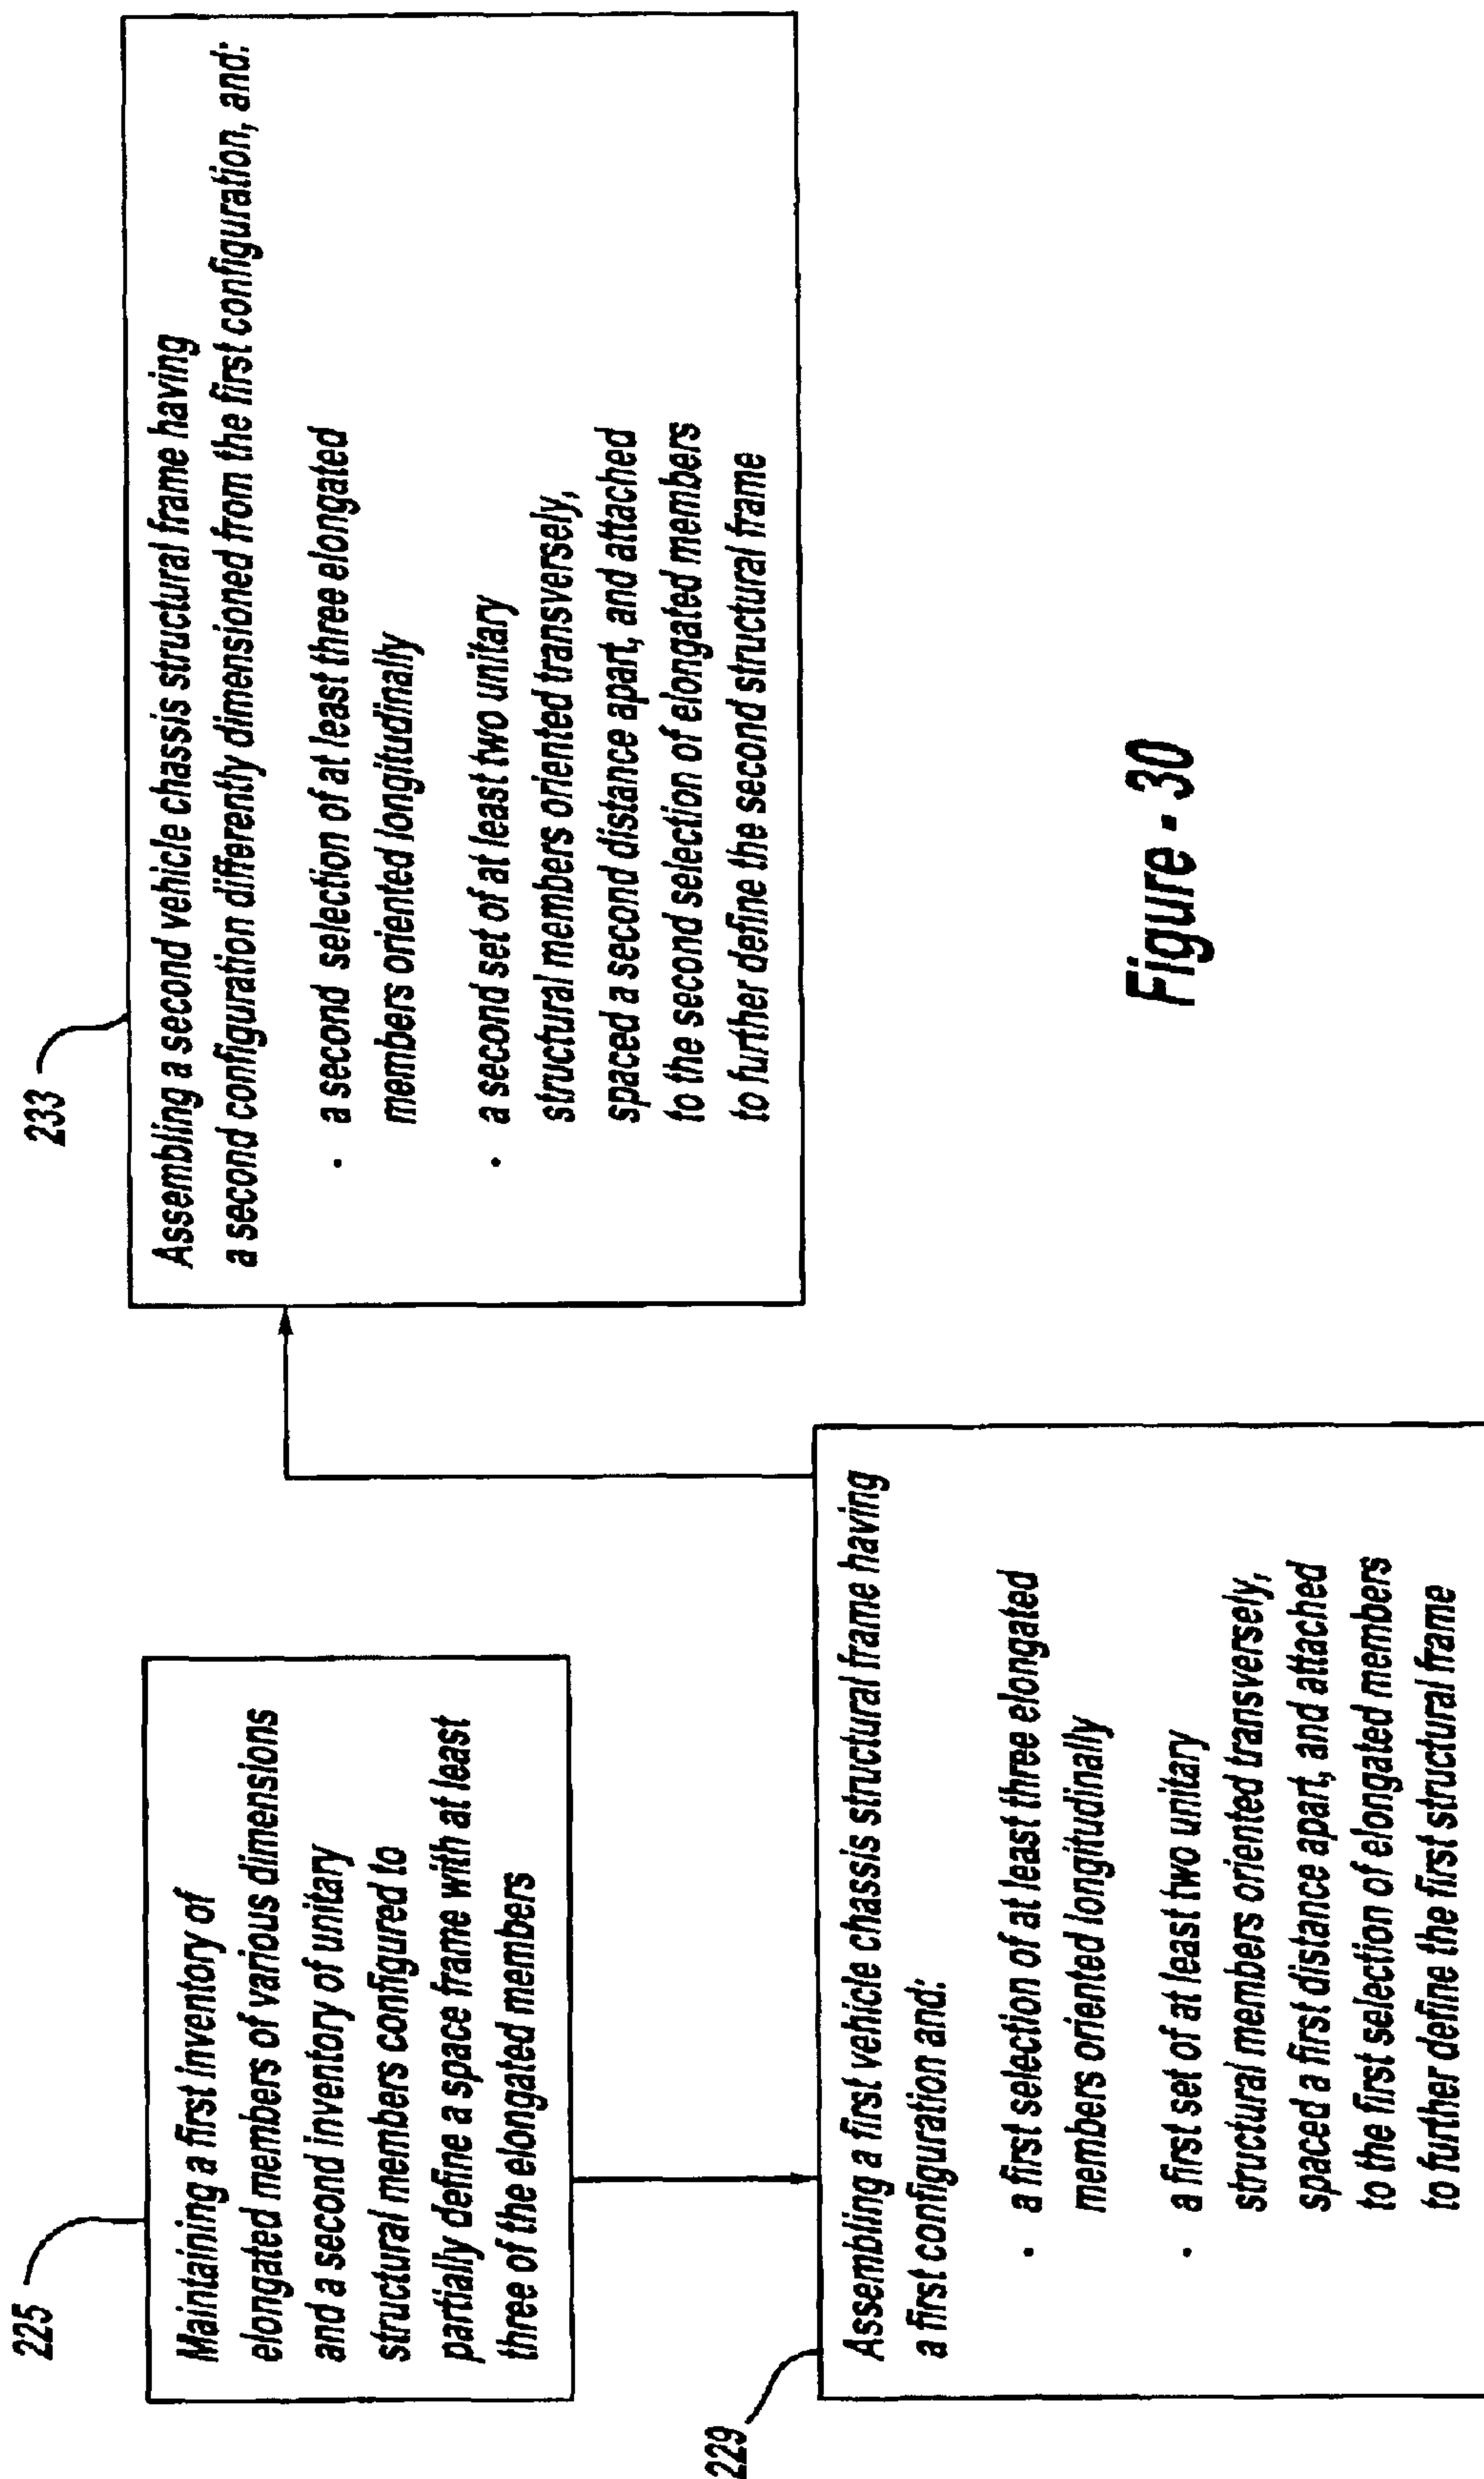 225
Maintaining a first inventory of
elongated members of various dimensions
and a second inventory of unitary
structural members configured to
partially define a space frame with at least
three of the elongated members
229
Assembling a first vehicle chassis structural frame having
a first configuration and:
· a first selection of at least three elongated
members oriented longitudinally
· a first set of at least two unitary
structural members oriented transversely,
spaced a first distance apart, and attached
to the first selection of elongated members
to further define the first structural frame
233
Assembling a second vehicle chassis structural frame having
a second configuration differently dimensioned from the first configuration, and:
· a second selection of at least three elongated
members oriented longitudinally
· a second set of at least two unitary
structural members oriented transversely,
spaced a second distance apart, and attached
to the second selection of elongated members
to further define the second structural frame
Figure - 30